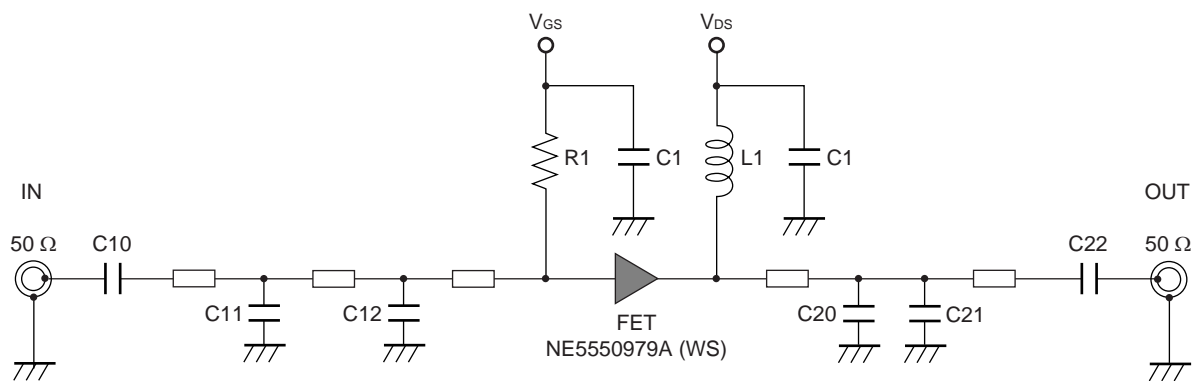 VGS
VDS
R1
C1
L1
C1
IN
OUT
50 Ω
C10
C22
50 Ω
C11
C12
C20
C21
FET
NE5550979A (WS)